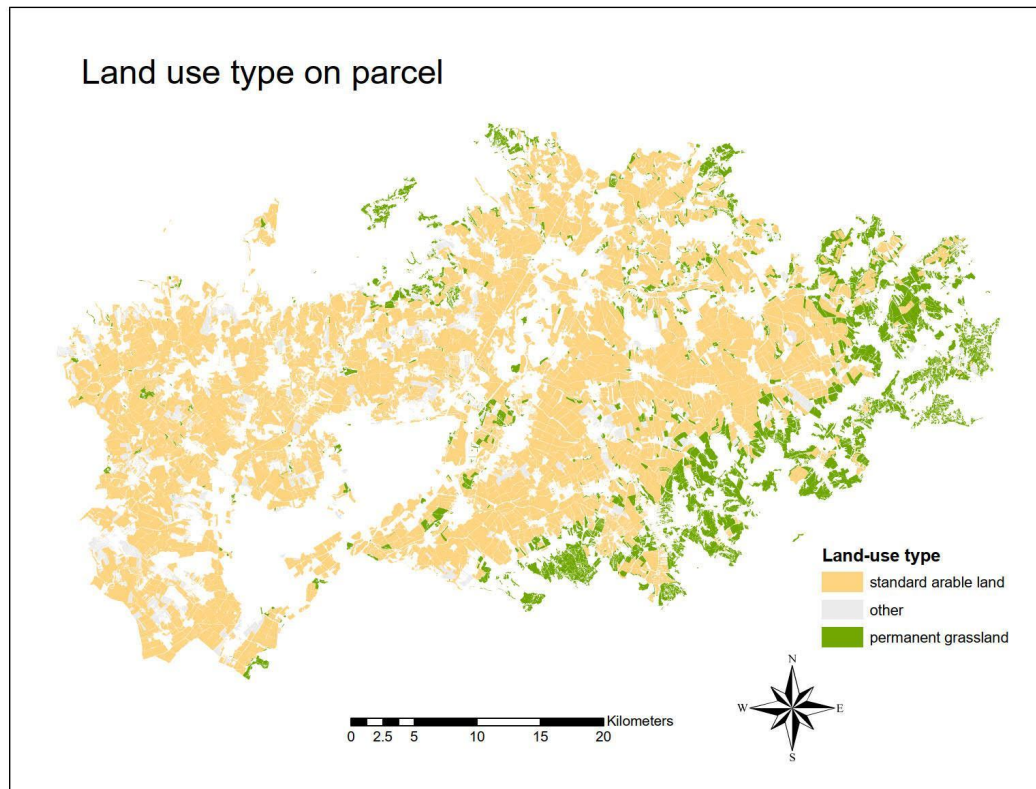 Land use type on parcel
Land-use type
standard arable land
other
permanent grassland
N
W E
S
Kilometers
0 2.5 5 10 15 20